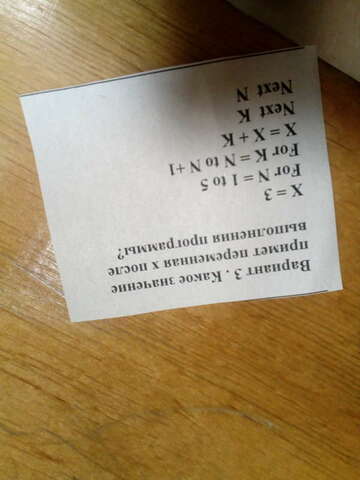 Вариант 3 . Какое значение
примет переменная х после
выполнения программы?
X = 3
For N = 1 to 5
For K = N to N+1
X = X + K
Next K
Next N